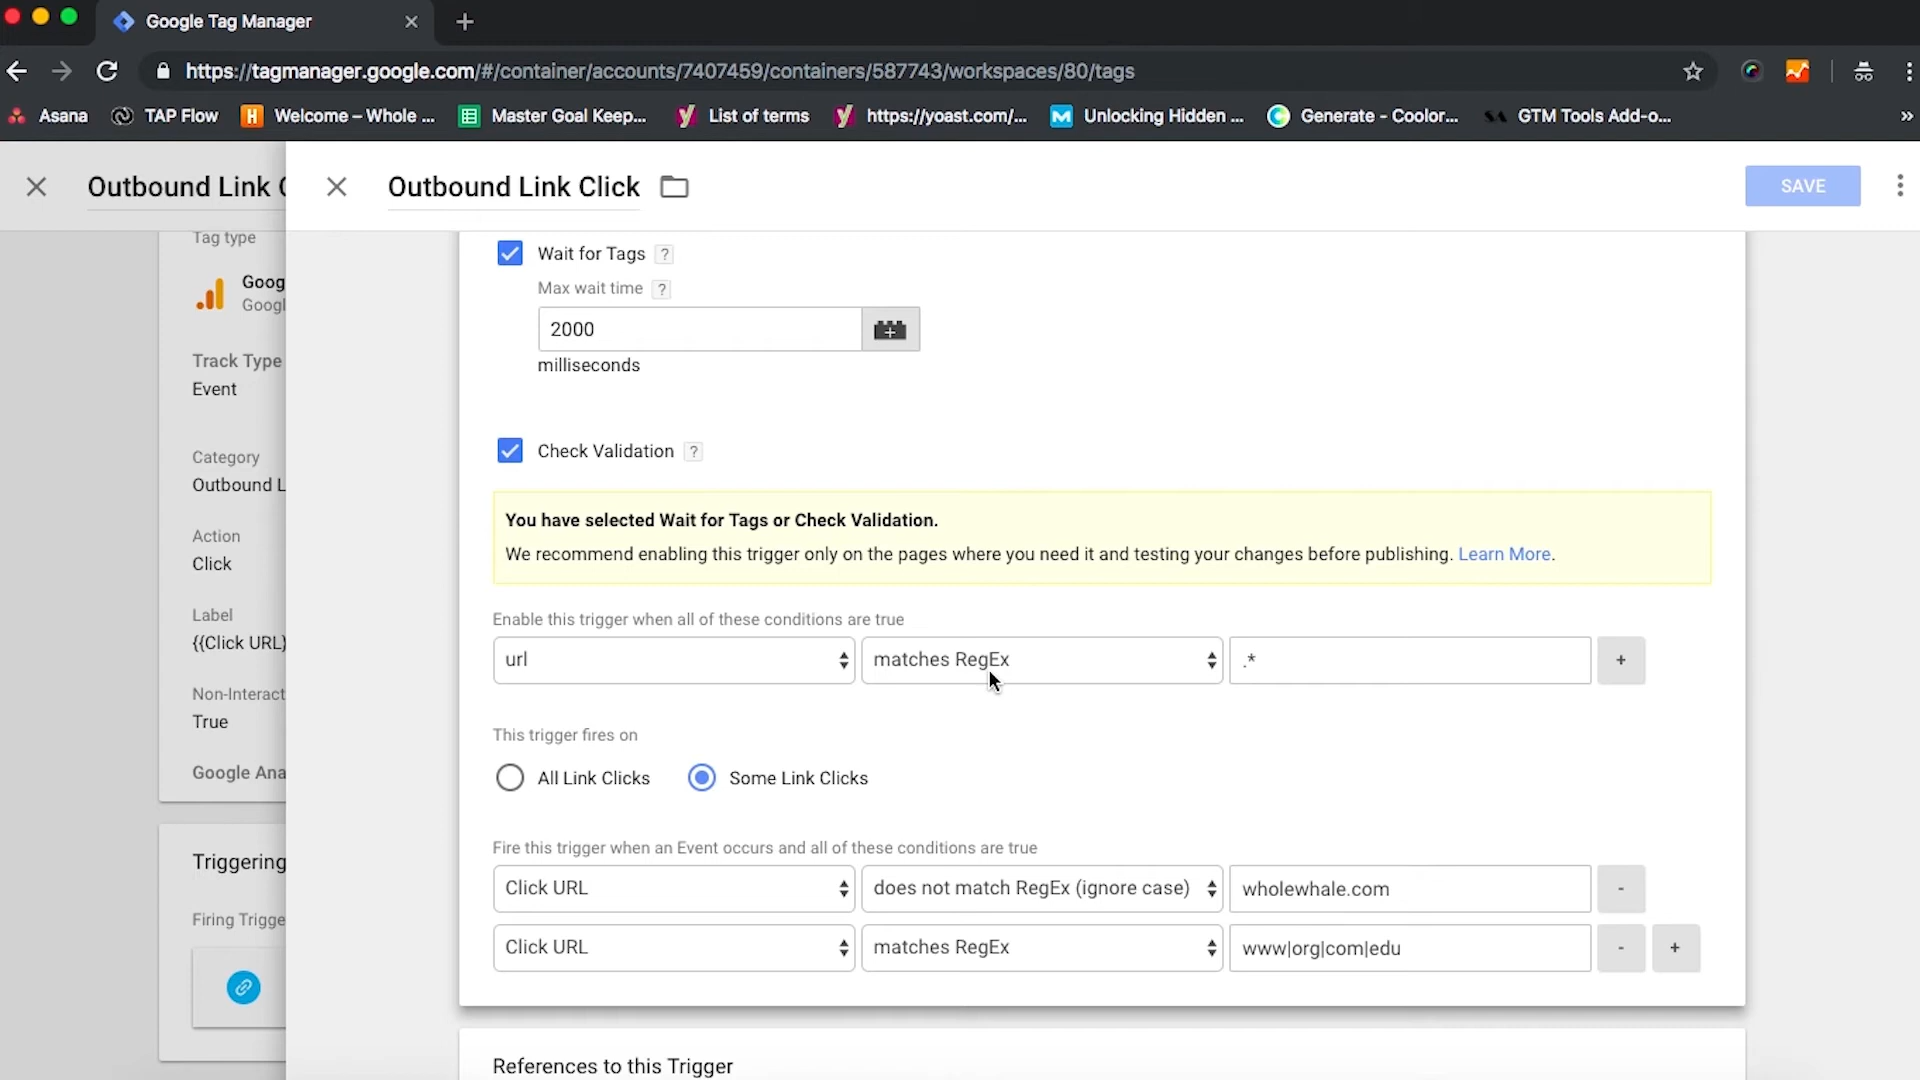 Google Tag Manager
https://tagmanager.google.com/#/container/accounts/7407459/containers/587743/workspaces/80/tags
Asana TAP Flow Welcome – Whole ... Master Goal Keep... List of terms https://yoast.com/... Unlocking Hidden ... Generate - Coolor... GTM Tools Add-o... »
Outbound Link C
Outbound Link Click
SAVE
Tag type
Goog
Googl
Track Type
Event
Category
Outbound L
Action
Click
Label
{{Click URL}
Non-Interact
True
Google Ana
Triggering
Firing Trigge
Wait for Tags ?
Max wait time ?
2000
milliseconds
Check Validation ?
You have selected Wait for Tags or Check Validation.
We recommend enabling this trigger only on the pages where you need it and testing your changes before publishing. Learn More.
Enable this trigger when all of these conditions are true
url matches RegEx .* +
This trigger fires on
All Link Clicks Some Link Clicks
Fire this trigger when an Event occurs and all of these conditions are true
Click URL does not match RegEx (ignore case) wholewhale.com -
Click URL matches RegEx www|org|com|edu - +
References to this Trigger